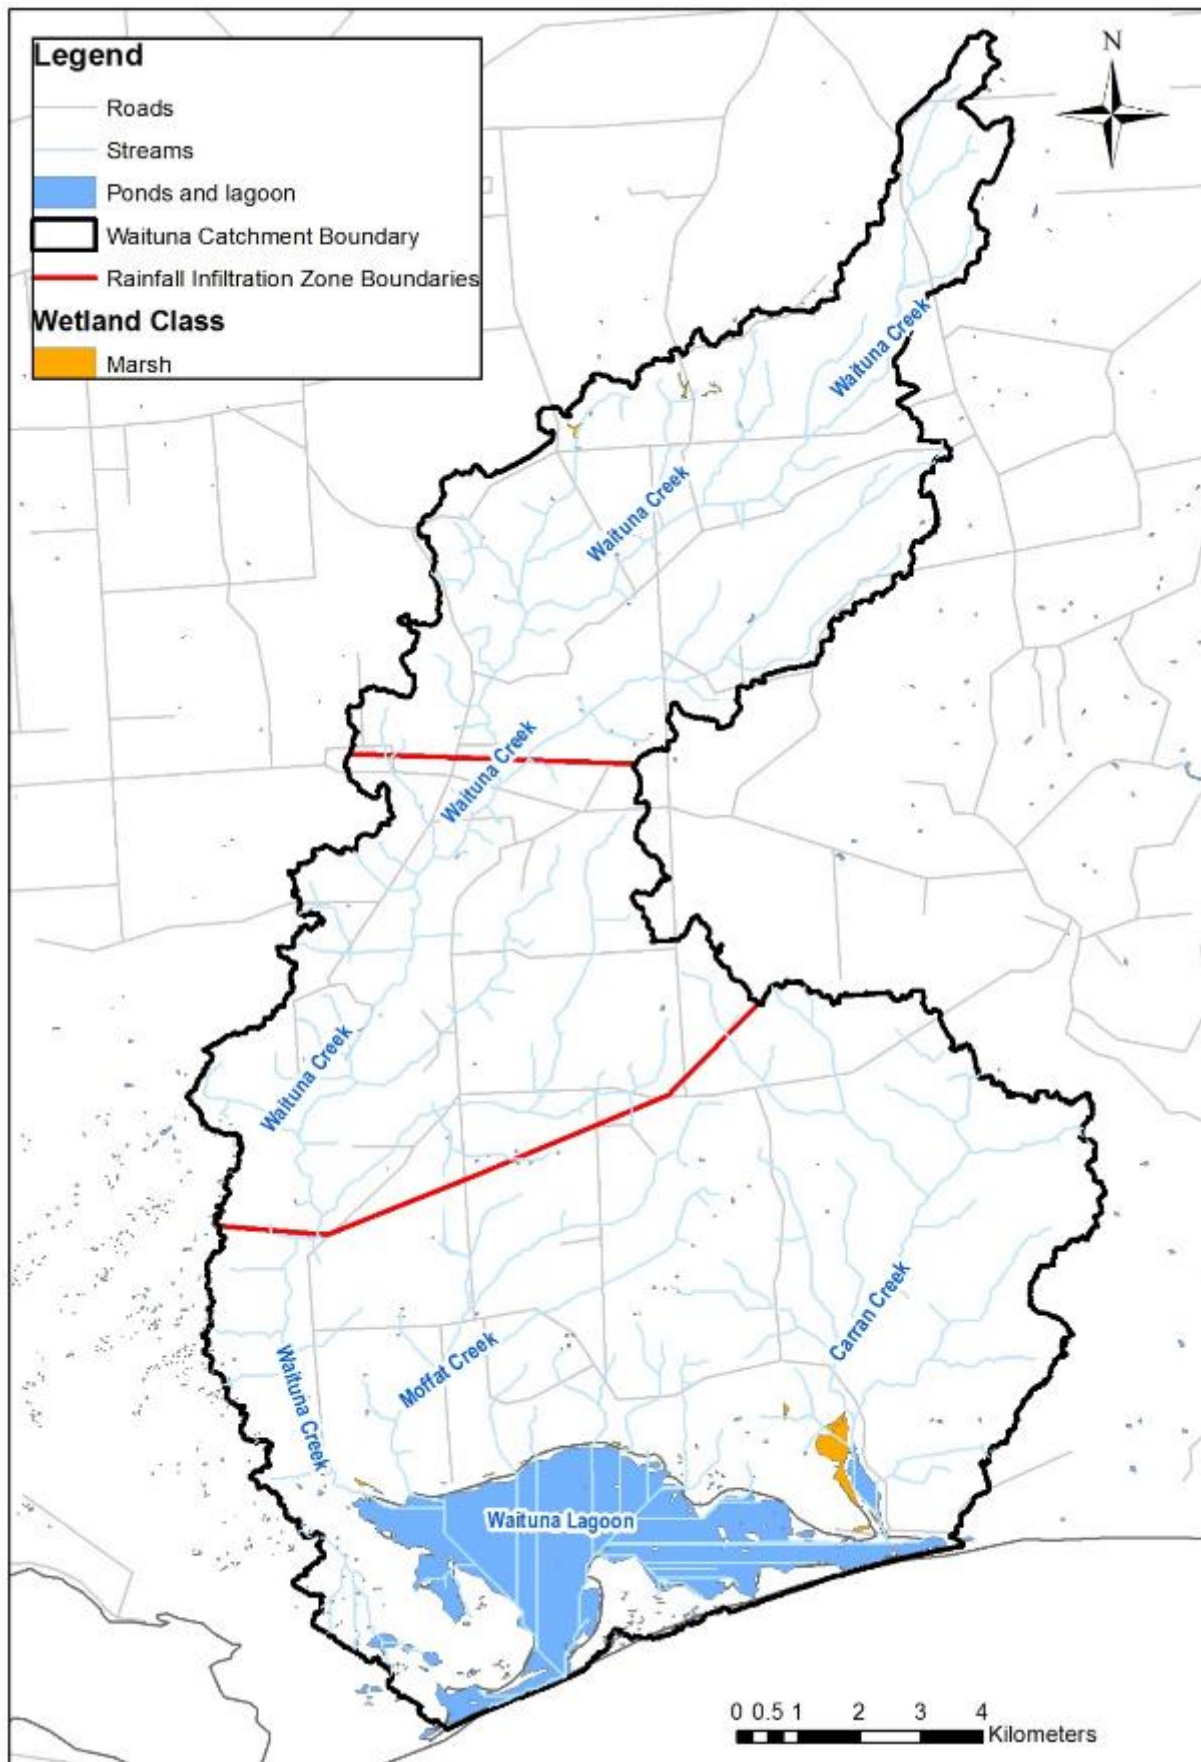 Legend
Roads
Streams
Ponds and lagoon
Waituna Catchment Boundary
Rainfall Infiltration Zone Boundaries
Wetland Class
Marsh
N
Waituna Creek
Waituna Creek
Waituna Creek
Waituna Creek
Carran Creek
Moffat Creek
Waituna Creek
Waituna Lagoon
0 0.5 1 2 3 4
Kilometers